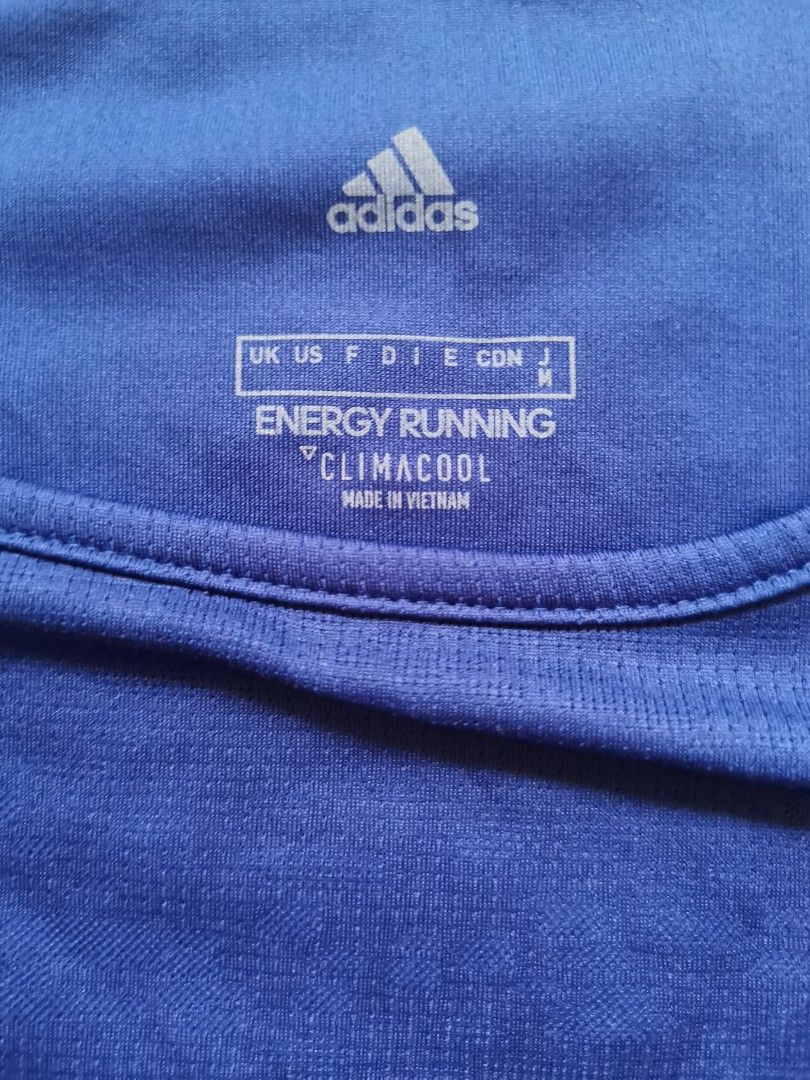 adidas
UK US F D I E CDN J
M
ENERGY RUNNING
CLIMACOOL
MADE IN VIETNAM